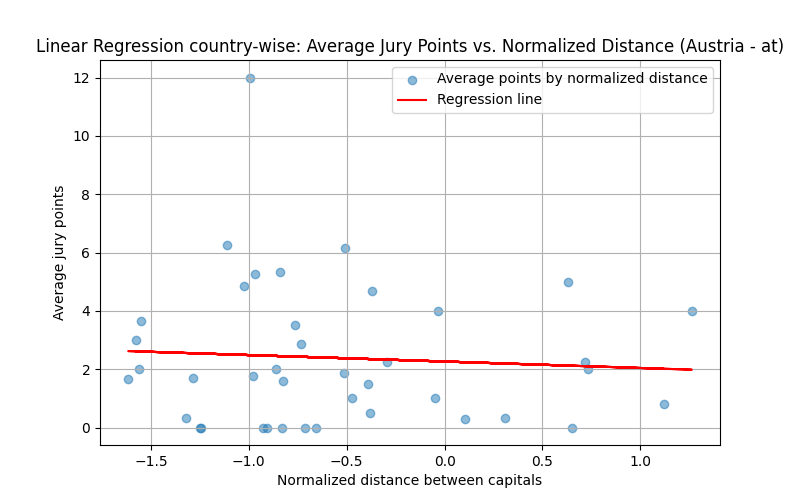 Linear Regression country-wise: Average Jury Points vs. Normalized Distance (Austria - at)
Average points by normalized distance
Regression line
12
10
8
6
4
2
0
Average jury points
−1.5 −1.0 −0.5 0.0 0.5 1.0
Normalized distance between capitals